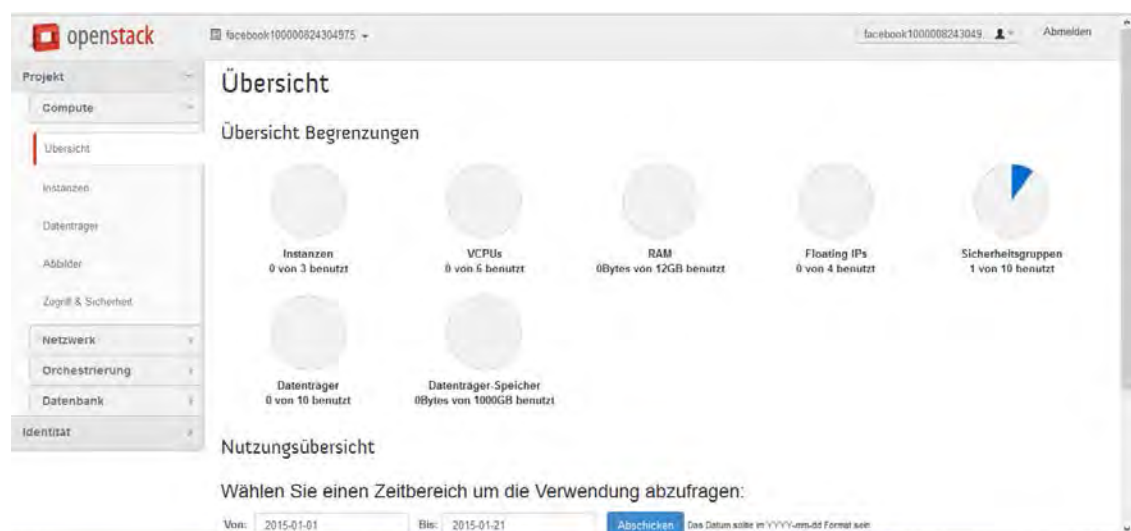 openstack facebook100000824304975 facebook1000008243049... Abmelden
Projekt
Compute
Übersicht
Instanzen
Datenträger
Abbilder
Zugriff & Sicherheit
Netzwerk
Orchestrierung
Datenbank
Identität
Übersicht
Übersicht Begrenzungen
Instanzen
0 von 3 benutzt
VCPUs
0 von 6 benutzt
RAM
0Bytes von 12GB benutzt
Floating IPs
0 von 4 benutzt
Sicherheitsgruppen
1 von 10 benutzt
Datenträger
0 von 10 benutzt
Datenträger-Speicher
0Bytes von 1000GB benutzt
Nutzungsübersicht
Wählen Sie einen Zeitbereich um die Verwendung abzufragen:
Von: 2015-01-01 Bis: 2015-01-21 Abschicken Das Datum sollte im YYYY-mm-dd Format sein